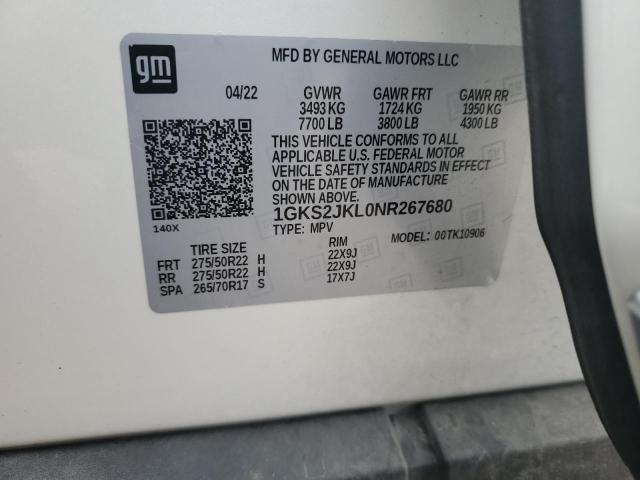 gm
MFD BY GENERAL MOTORS LLC
04/22 GVWR GAWR FRT GAWR RR
3493 KG 1724 KG 1950 KG
7700 LB 3800 LB 4300 LB
THIS VEHICLE CONFORMS TO ALL
APPLICABLE U.S. FEDERAL MOTOR
VEHICLE SAFETY STANDARDS IN EFFECT
ON THE DATE OF MANUFACTURE
SHOWN ABOVE.
1GKS2JKL0NR267680
140X
TYPE: MPV MODEL: 00TK10906
TIRE SIZE RIM
FRT 275/50R22 H 22X9J
RR 275/50R22 H 22X9J
SPA 265/70R17 S 17X7J